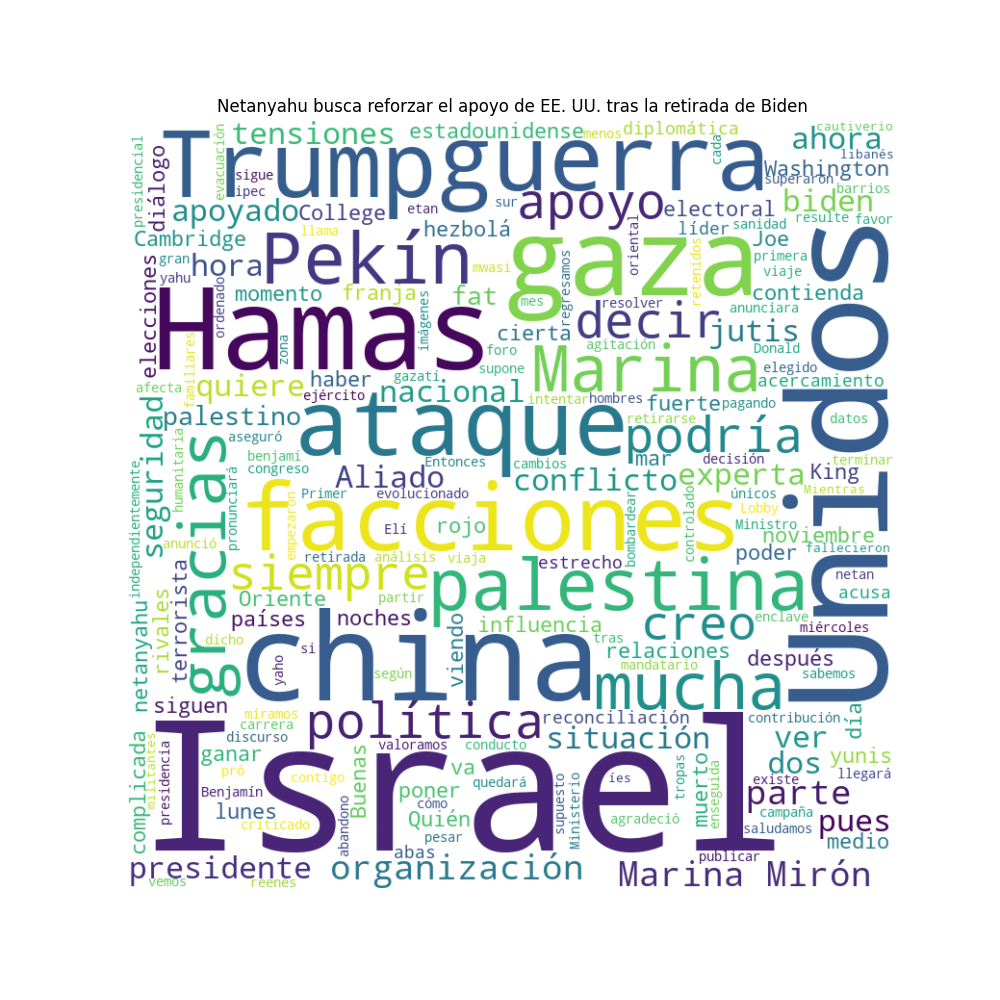 Netanyahu busca reforzar el apoyo de EE. UU. tras la retirada de Biden
presidencial
evacuación
tensiones
estadounidense
menos
diplomática
cada
cautiverio
ahora
libanés
diálogo
Trump
guerra
Washington
superaron
sigue
ipec
apoyado
College
etan
sur
apoyo
electoral
biden
barrios
resulte
favor
Cambridge
llama
hezbolá
oriental
líder
sanidad
Joe
gran
yahu
hora
Pekín
mwasi
gaza
retenidos
primera
viaje
unidos
elecciones
ordenado
momento
franja
fat
mes
regresamos
resolver
contienda
anunciara
Hamas
imágenes
cierta
decir
jutis
zona
foro
agitación
Donald
supone
Marina
elegido
acercamiento
afecta
familiares
quiere
haber
gazatí
nacional
ejército
intentar
hombres
fuerte
pagando
seguridad
palestino
ataque
retirarse
podría
datos
humanitaria
aseguró
gracias
benjamí
congreso
Entonces
cambios
mar
decisión
terminar
independientemente
pronunciará
Aliado
conflicto
experta
King
Primer
evolucionado
únicos
Mientras
empezaron
facciones
bombardear
controlado
Lobby
noviembre
anunció
Elí
rojo
Ministro
fallecieron
terrorista
retirada
análisis
viaja
estrecho
poder
siempre
palestina
netan
acusa
rivales
Oriente
partir
enclave
netanyahu
países
noches
viendo
influencia
creo
miércoles
dicho
si
tras
relaciones
china
yaho
según
mandatario
después
sabemos
mucha
siguen
miramos
política
reconciliación
contribución
día
carrera
discurso
complicada
militantes
presidencia
ganar
valoramos
conducto
situación
ver
yunis
Israel
pró
contigo
Buenas
va
quedará
supuesto
Ministerio
íes
tropas
muerto
enseguida
existe
dos
llegará
Benjamín
poner
parte
lunes
criticado
abandono
Quién
cómo
agradeció
campaña
pues
pesar
saludamos
medio
abas
publicar
presidente
organización
Marina Mirón
vemos
reenes